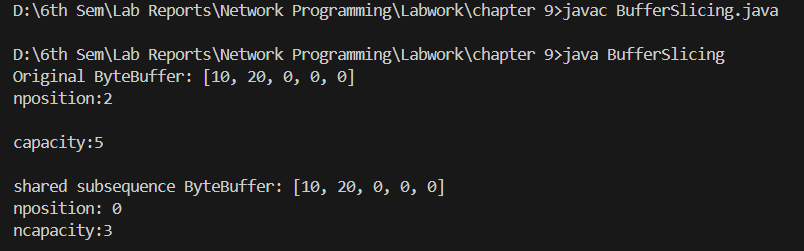 D:\6th Sem\Lab Reports\Network Programming\Labwork\chapter 9>javac BufferSlicing.java
D:\6th Sem\Lab Reports\Network Programming\Labwork\chapter 9>java BufferSlicing
Original ByteBuffer: [10, 20, 0, 0, 0]
nposition:2
capacity:5
shared subsequence ByteBuffer: [10, 20, 0, 0, 0]
nposition: 0
ncapacity:3